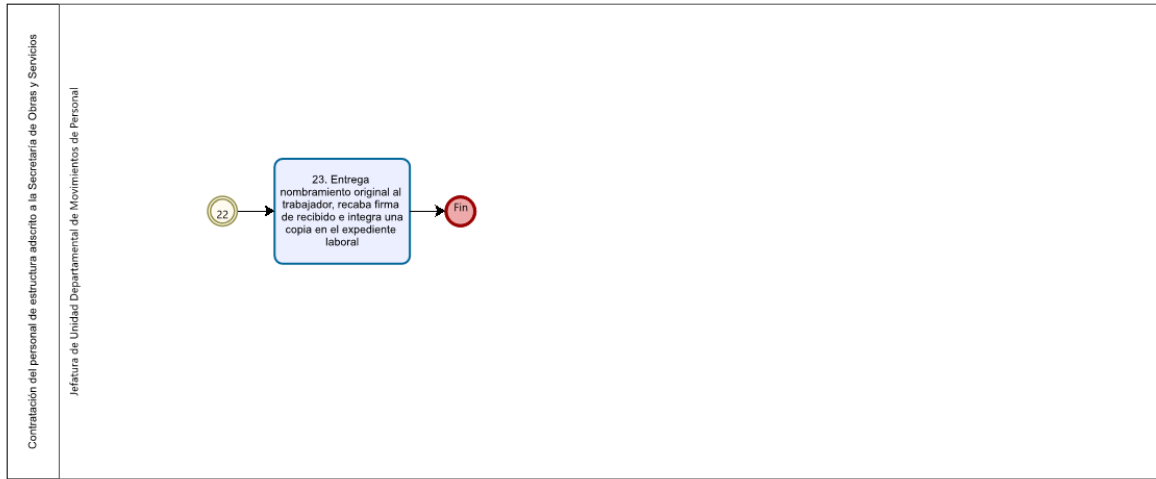 Contratación del personal de estructura adscrito a la Secretaría de Obras y Servicios
Jefatura de Unidad Departamental de Movimientos de Personal
22
23. Entrega
nombramiento original al
trabajador, recaba firma
de recibido e integra una
copia en el expediente
laboral
Fin